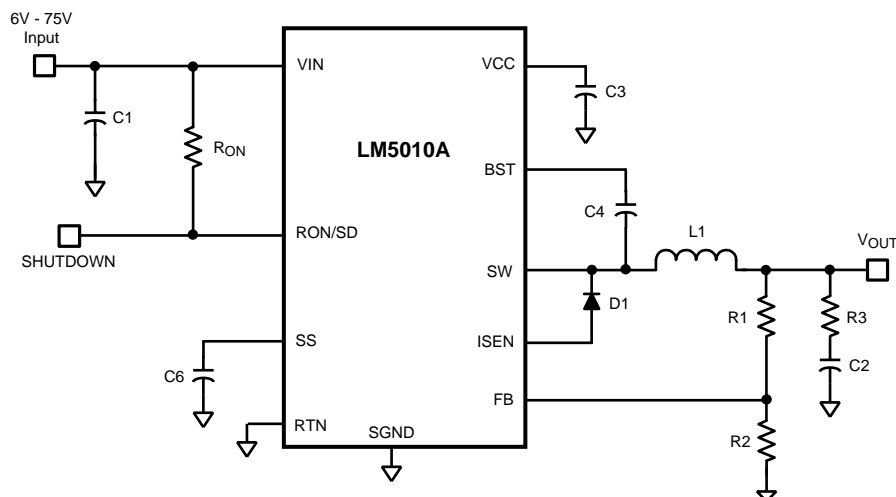 6V - 75V
Input
VIN
VCC
C3
C1
RON
LM5010A
BST
C4
L1
VOUT
SHUTDOWN
RON/SD
SW
D1
R1
R3
ISEN
C2
SS
C6
FB
RTN
SGND
R2